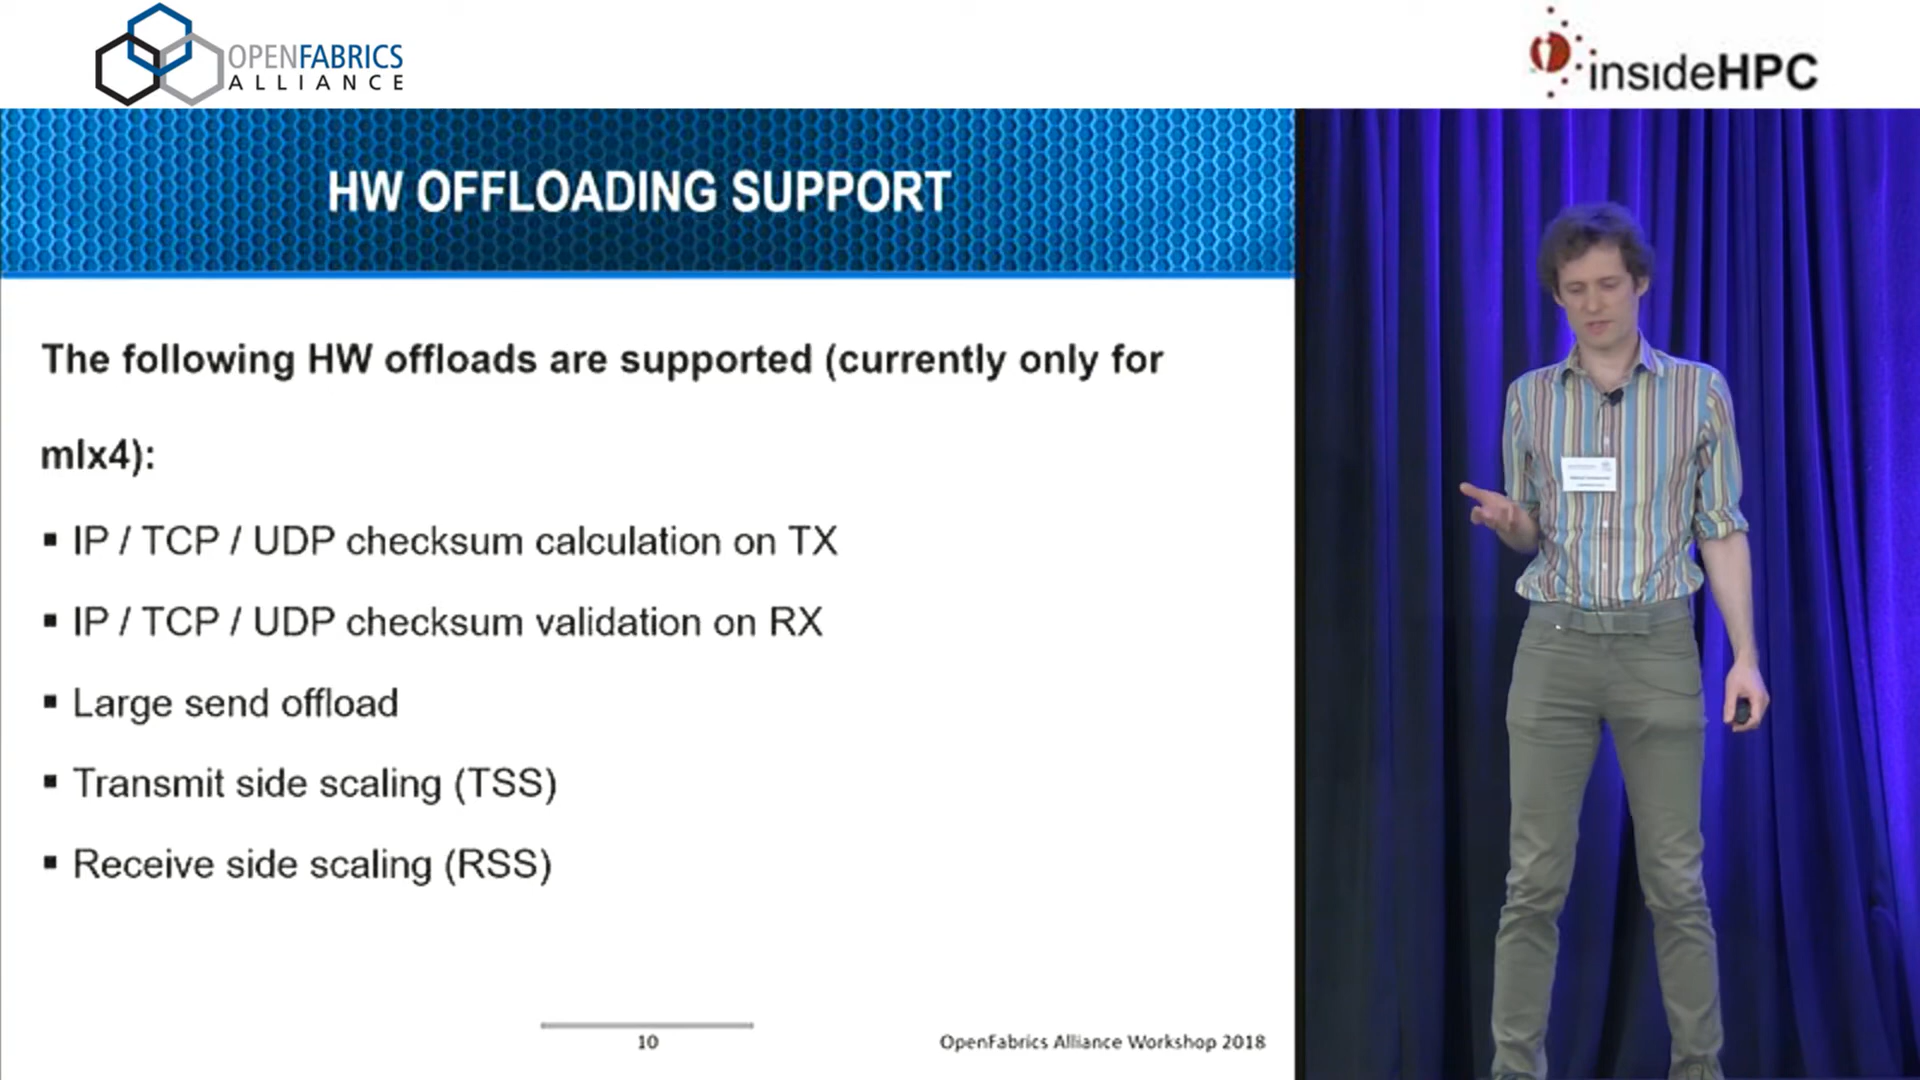 OPENFABRICS
ALLIANCE
insideHPC
HW OFFLOADING SUPPORT
The following HW offloads are supported (currently only for
mlx4):
▪ IP / TCP / UDP checksum calculation on TX
▪ IP / TCP / UDP checksum validation on RX
▪ Large send offload
▪ Transmit side scaling (TSS)
▪ Receive side scaling (RSS)
10
OpenFabrics Alliance Workshop 2018